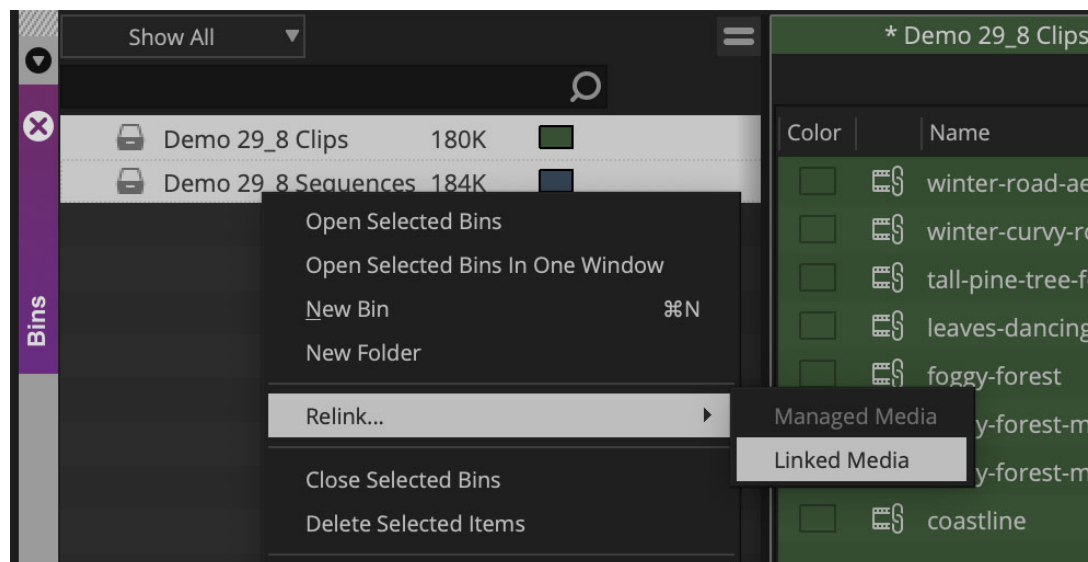 Show All
* Demo 29_8 Clips
Bins
Demo 29_8 Clips 180K
Demo 29_8 Sequences 184K
Open Selected Bins
Open Selected Bins In One Window
New Bin ⌘N
New Folder
Relink...
Close Selected Bins
Delete Selected Items
Managed Media
Linked Media
Color Name
winter-road-ae
winter-curvy-r
tall-pine-tree-f
leaves-dancing
foggy-forest
y-forest-m
y-forest-m
coastline